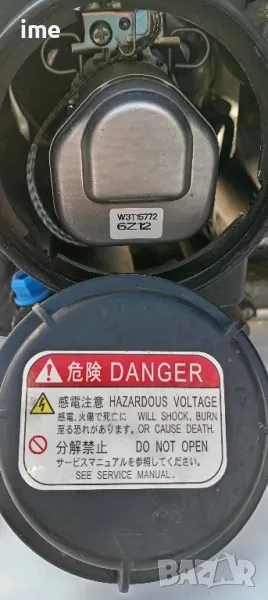 ime
W3T15772
6Z12
危険 DANGER
感電注意 HAZARDOUS VOLTAGE
感電、火傷で死亡に WILL SHOCK, BURN
至る恐れがあります。OR CAUSE DEATH.
分解禁止 DO NOT OPEN
サービスマニュアルを参照してください。
SEE SERVICE MANUAL.
BAZAR